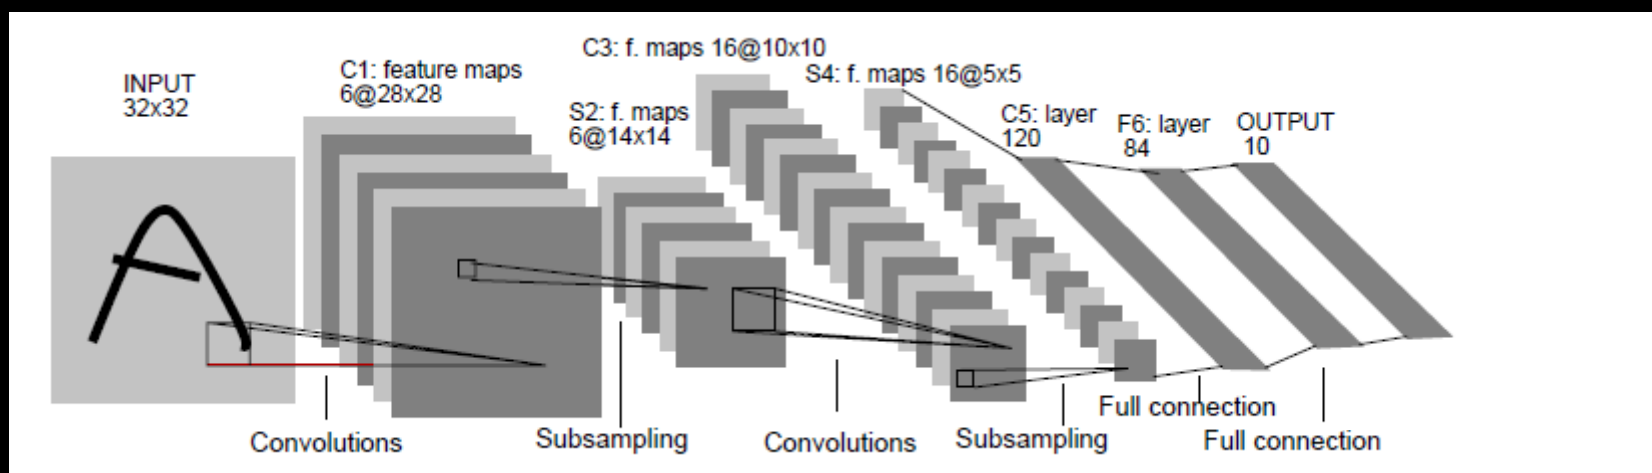 INPUT
32x32
C1: feature maps
6@28x28
S2: f. maps
6@14x14
C3: f. maps 16@10x10
S4: f. maps 16@5x5
C5: layer
120
F6: layer
84
OUTPUT
10
Convolutions
Subsampling
Convolutions
Subsampling
Full connection
Full connection